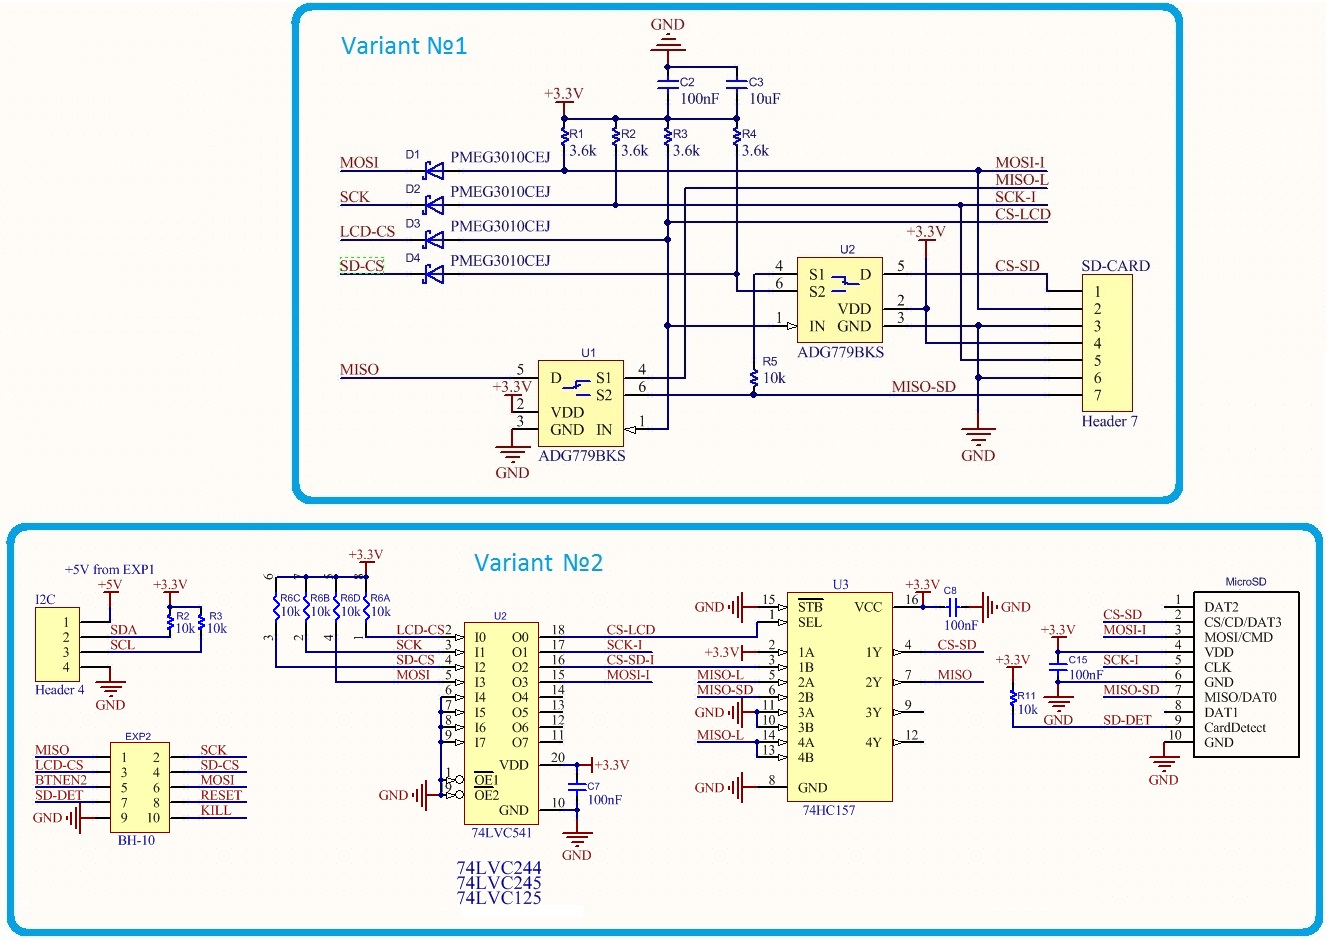 Variant №1
GND
C2
100nF
C3
10uF
+3.3V
R1
3.6k
R2
3.6k
R3
3.6k
R4
3.6k
MOSI
D1
PMEG3010CEJ
MOSI-I
MISO-L
SCK
D2
PMEG3010CEJ
SCK-I
CS-LCD
LCD-CS
D3
PMEG3010CEJ
+3.3V
SD-CS
D4
PMEG3010CEJ
U2
4 S1 D 5
6 S2
VDD 2
1 IN GND 3
ADG779BKS
CS-SD
SD-CARD
1
2
3
4
5
6
7
Header 7
R5
10k
MISO-SD
GND
MISO
U1
5 D S1 4
S2 6
+3.3V
2 VDD
3 GND IN 1
ADG779BKS
GND
Variant №2
+5V from EXP1
+5V
+3.3V
I2C
1
2
3
4
Header 4
SDA
SCL
R2
10k
R3
10k
GND
EXP2
MISO 1 2 SCK
LCD-CS 3 4 SD-CS
BTNEN2 5 6 MOSI
SD-DET 7 8 RESET
GND 9 10 KILL
BH-10
+3.3V
6
7
5
8
R6C
10k
R6B
10k
R6D
10k
R6A
10k
3
2
4
1
U2
LCD-CS 2 I0 O0 18 CS-LCD
SCK 3 I1 O1 17 SCK-I
SD-CS 4 I2 O2 16 CS-SD-I
MOSI 5 I3 O3 15 MOSI-I
6 I4 O4 14
7 I5 O5 13
8 I6 O6 12
9 I7 O7 11
VDD 20 +3.3V
1 OE1
GND OE2
C7
100nF
GND 10
74LVC541
GND
74LVC244
74LVC245
74LVC125
U3
GND 15 STB VCC 16 +3.3V
1 SEL
C8
100nF
GND
+3.3V 2 1A 1Y 4 CS-SD
3 1B
MISO-L 5 2A 2Y 7 MISO
MISO-SD 6 2B
GND 11 3A 3Y 9
10 3B
MISO-L 14 4A 4Y 12
13 4B
GND 8 GND
74HC157
MicroSD
1 DAT2
CS-SD 2 CS/CD/DAT3
MOSI-I 3 MOSI/CMD
+3.3V 4 VDD
SCK-I 5 CLK
6 GND
MISO-SD 7 MISO/DAT0
8 DAT1
SD-DET 9 CardDetect
10 GND
C15
100nF
+3.3V
R11
10k
GND
GND